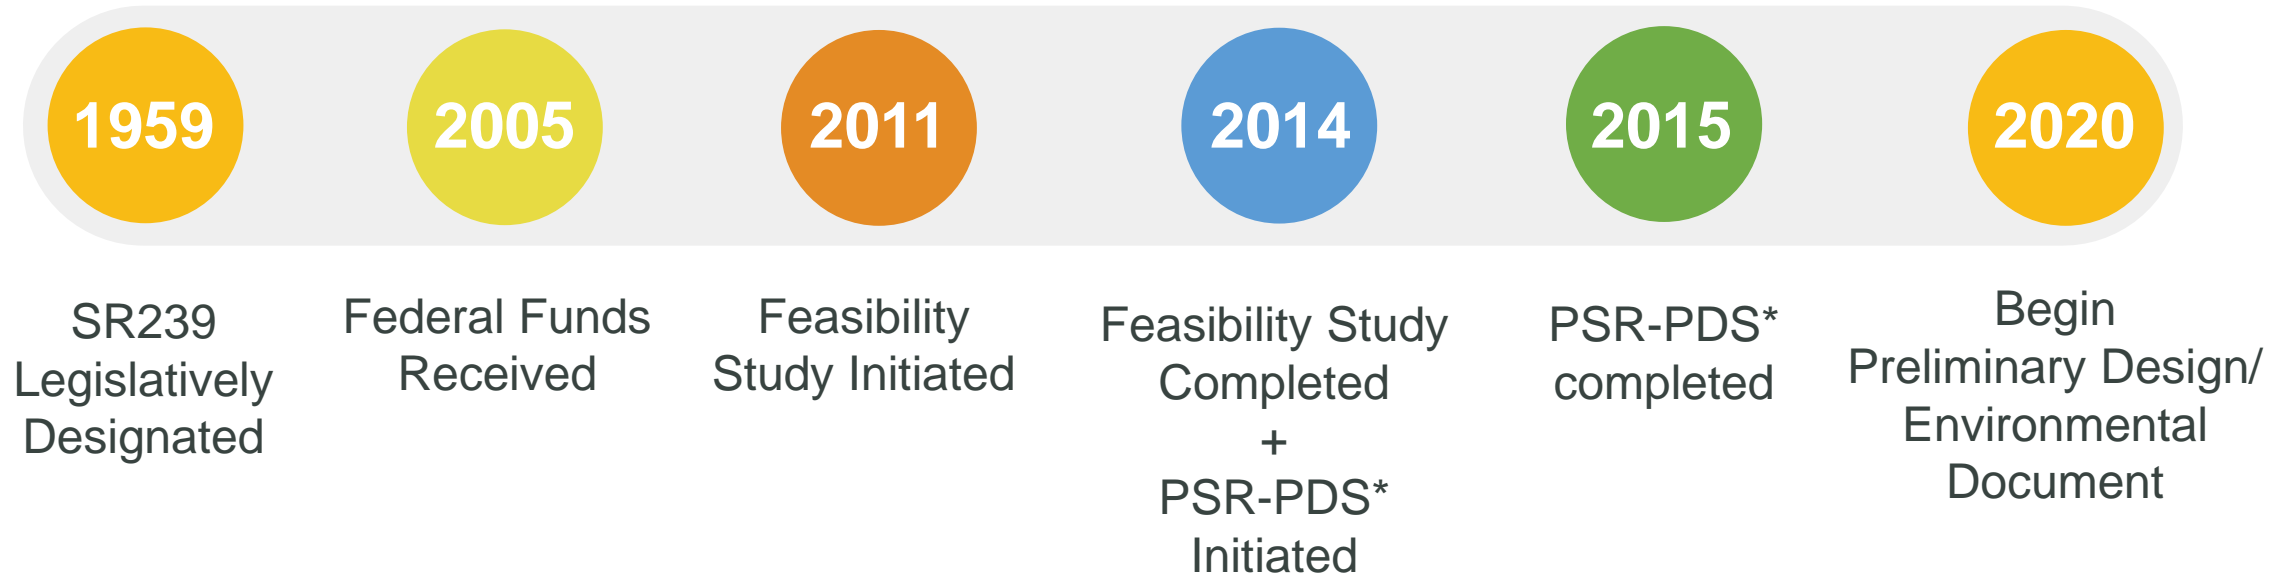 1959
2005
2011
2014
2015
2020
SR239
Legislatively
Designated
Federal Funds
Received
Feasibility
Study Initiated
Feasibility Study
Completed
+
PSR-PDS*
Initiated
PSR-PDS*
completed
Begin
Preliminary Design/
Environmental
Document